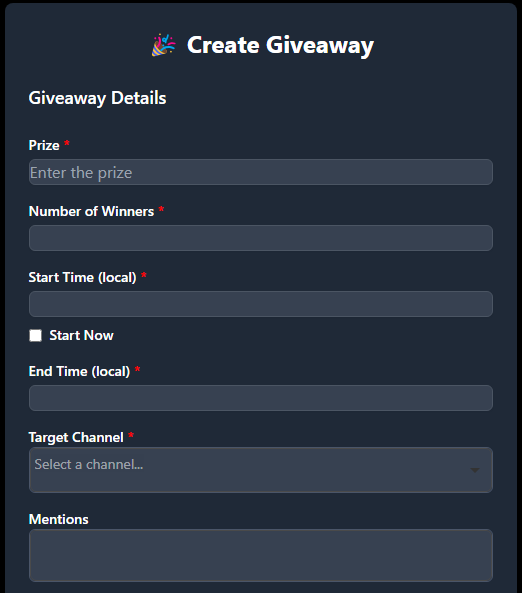 🎉 Create Giveaway
Giveaway Details
Prize *
Enter the prize
Number of Winners *
Start Time (local) *
Start Now
End Time (local) *
Target Channel *
Select a channel...
Mentions